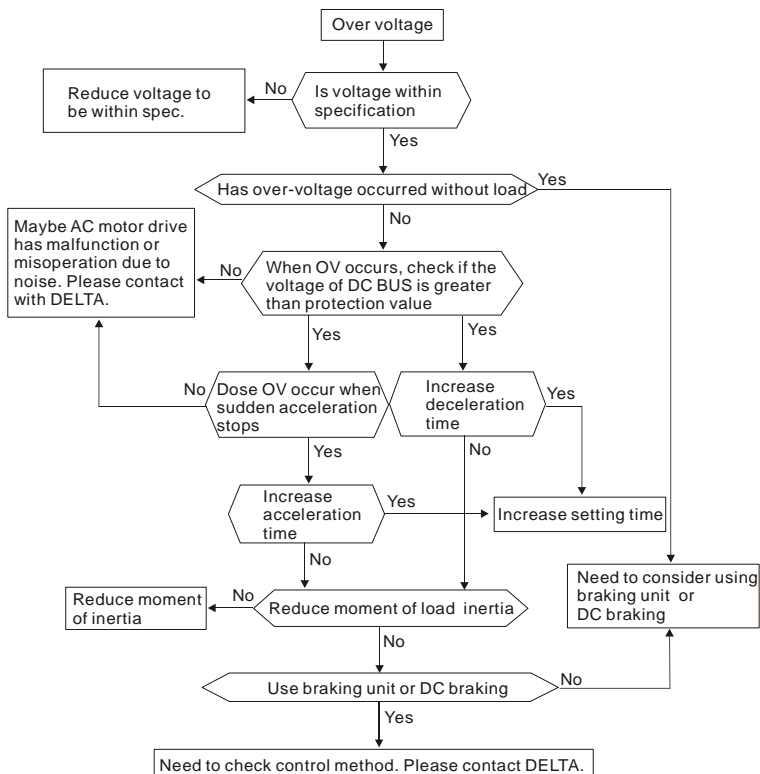 Over voltage
Is voltage within
specification
No
Reduce voltage to
be within spec.
Yes
Has over-voltage occurred without load
Yes
No
Maybe AC motor drive
has malfunction or
misoperation due to
noise. Please contact
with DELTA.
No
When OV occurs, check if the
voltage of DC BUS is greater
than protection value
Yes
Yes
No
Dose OV occur when
sudden acceleration
stops
Increase
deceleration
time
Yes
Yes
No
Increase
acceleration
time
Yes
Increase setting time
No
Need to consider using
braking unit or
DC braking
Reduce moment
of inertia
No
Reduce moment of load inertia
No
Use braking unit or DC braking
No
Yes
Need to check control method. Please contact DELTA.